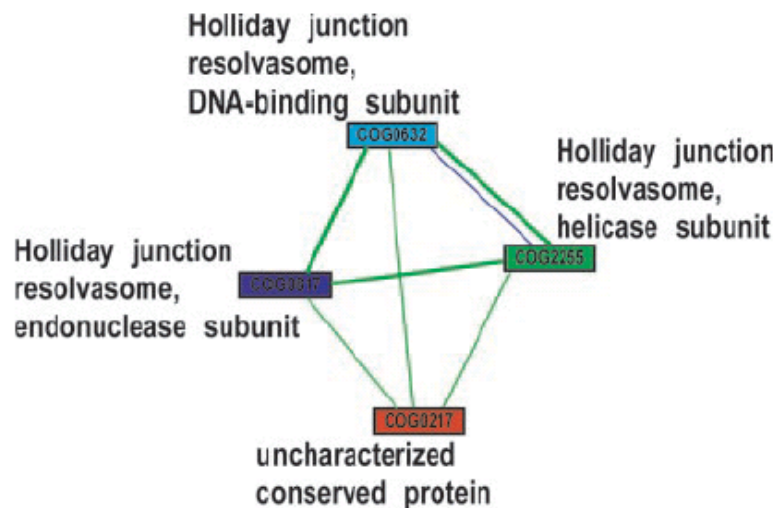 Holliday junction
resolvasome,
DNA-binding subunit
COG0632
Holliday junction
resolvasome,
helicase subunit
COG2255
Holliday junction
resolvasome,
endonuclease subunit
COG0217
uncharacterized
conserved protein